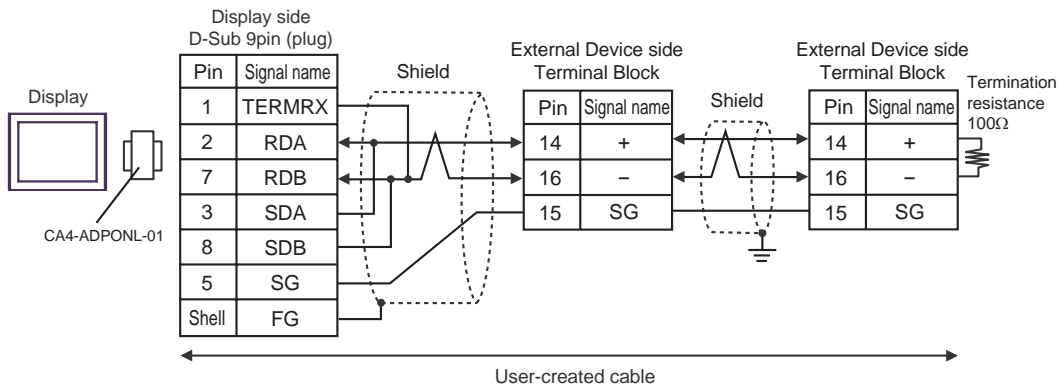 Display side
D-Sub 9pin (plug)
Pin Signal name
1 TERMRX
2 RDA
7 RDB
3 SDA
8 SDB
5 SG
Shell FG
Display
CA4-ADPONL-01
Shield
External Device side
Terminal Block
Pin Signal name
14 +
16 −
15 SG
Shield
External Device side
Terminal Block
Pin Signal name
14 +
16 −
15 SG
Termination
resistance
100Ω
User-created cable